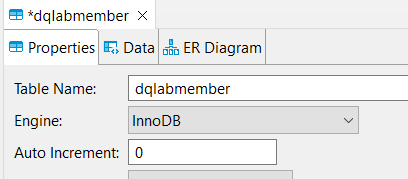 *dqlabmember
Properties Data ER Diagram
Table Name: dqlabmember
Engine: InnoDB
Auto Increment: 0